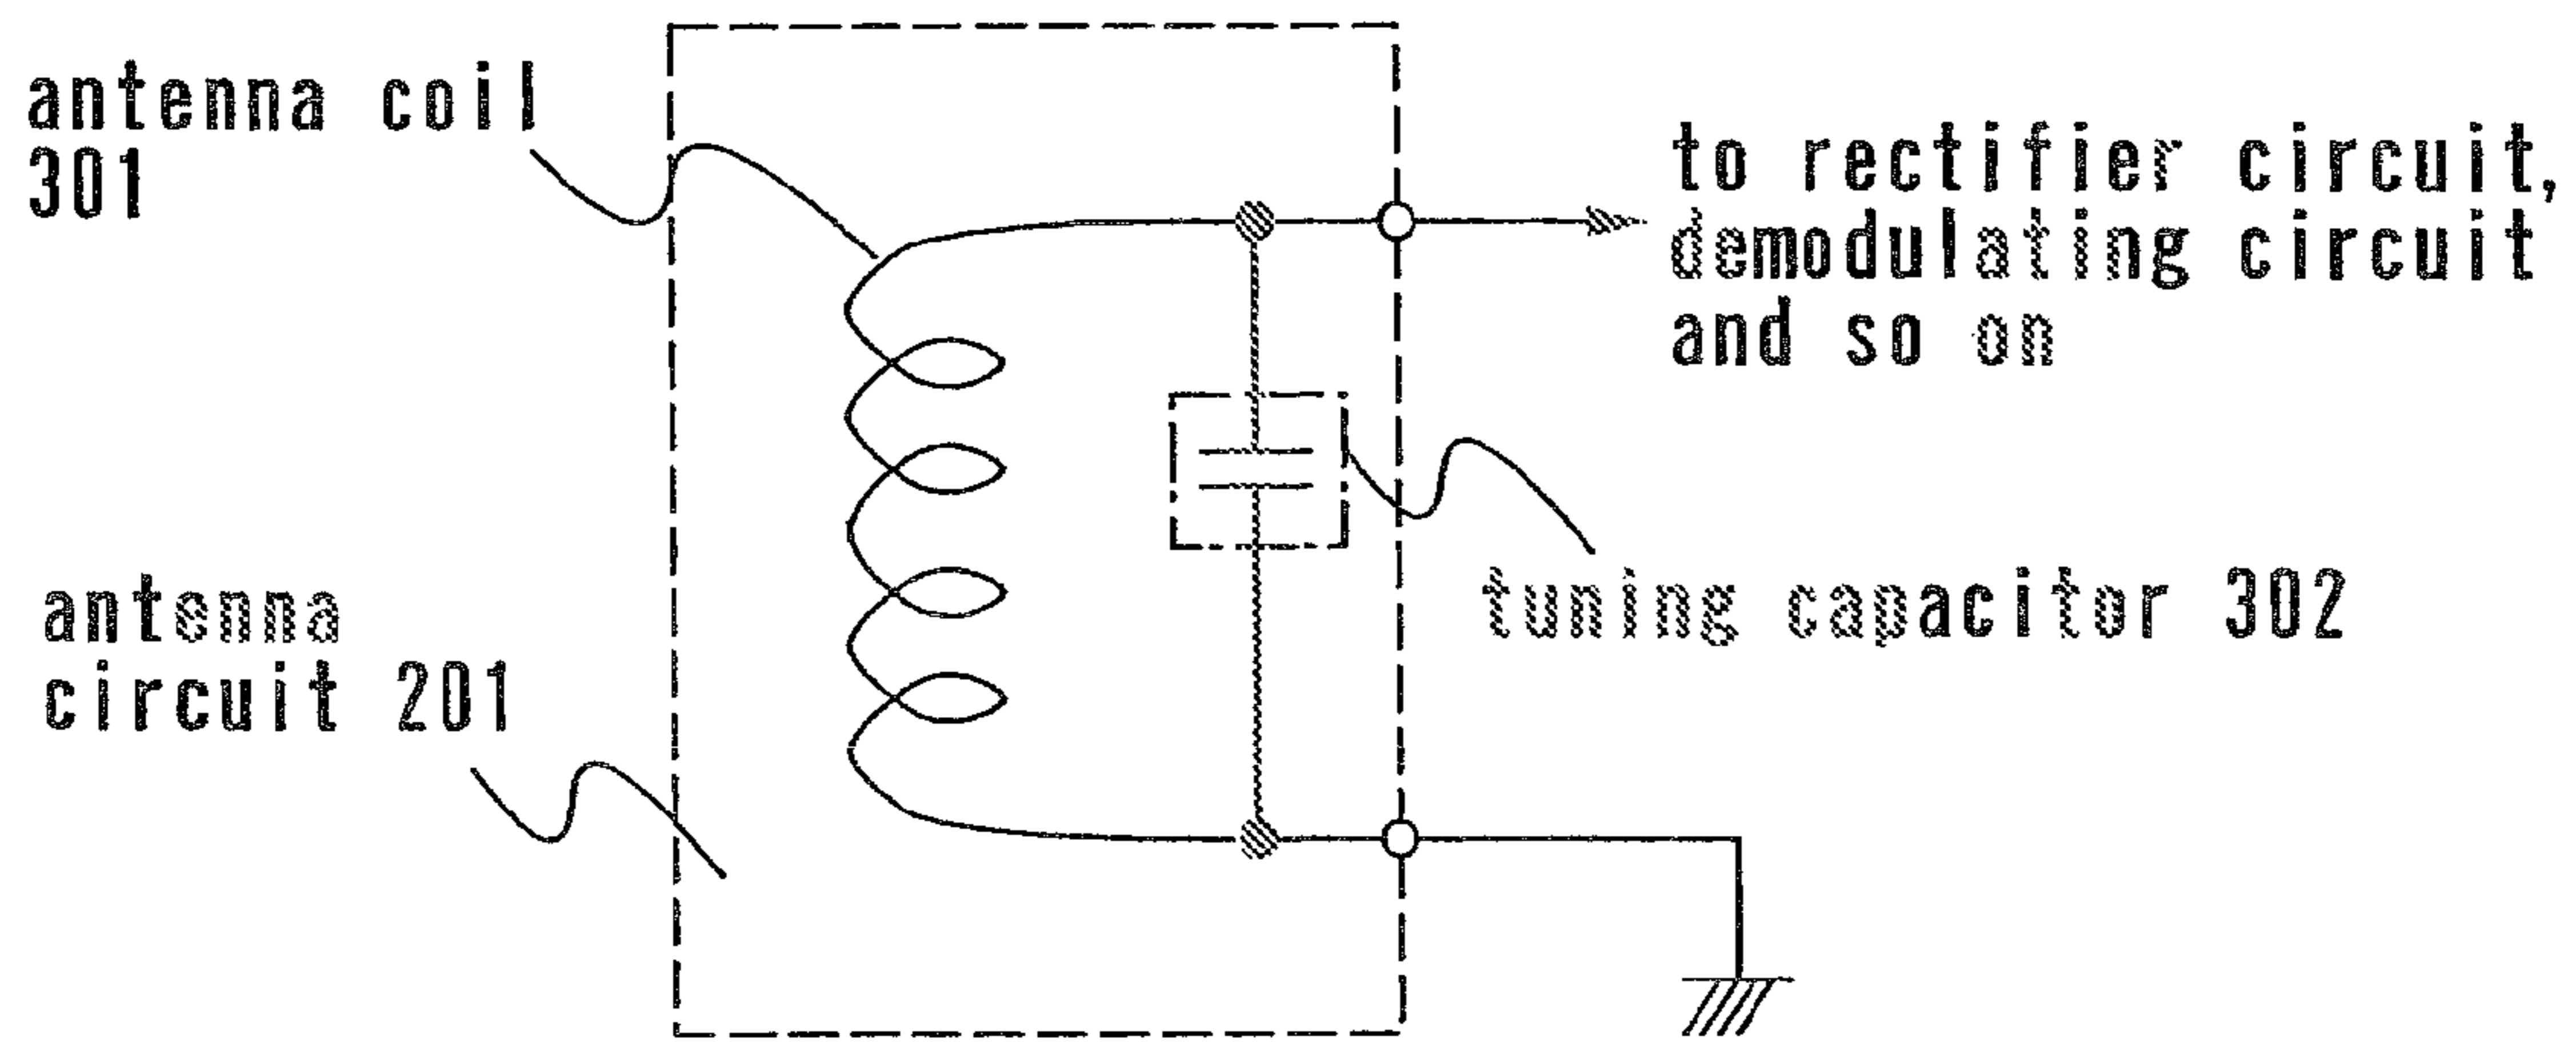 antenna coil
301
to rectifier circuit,
demodulating circuit
and so on
antenna
circuit 201
tuning capacitor 302